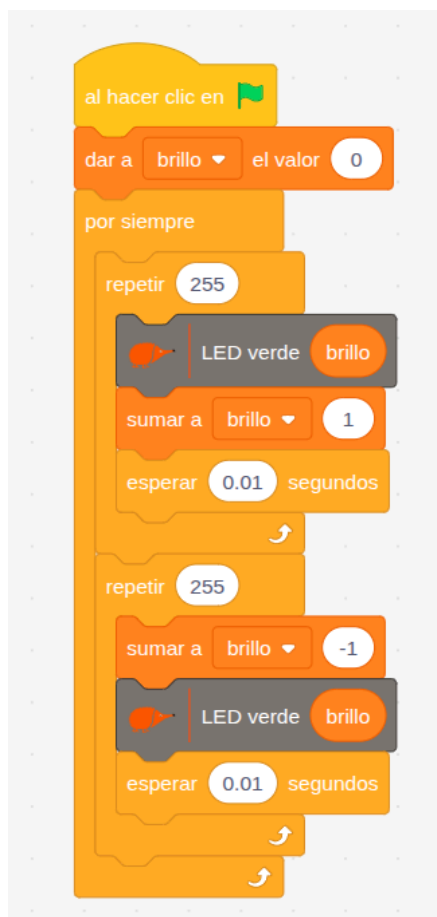 al hacer clic en
dar a brillo el valor 0
por siempre
repetir 255
LED verde brillo
sumar a brillo 1
esperar 0.01 segundos
repetir 255
sumar a brillo -1
LED verde brillo
esperar 0.01 segundos